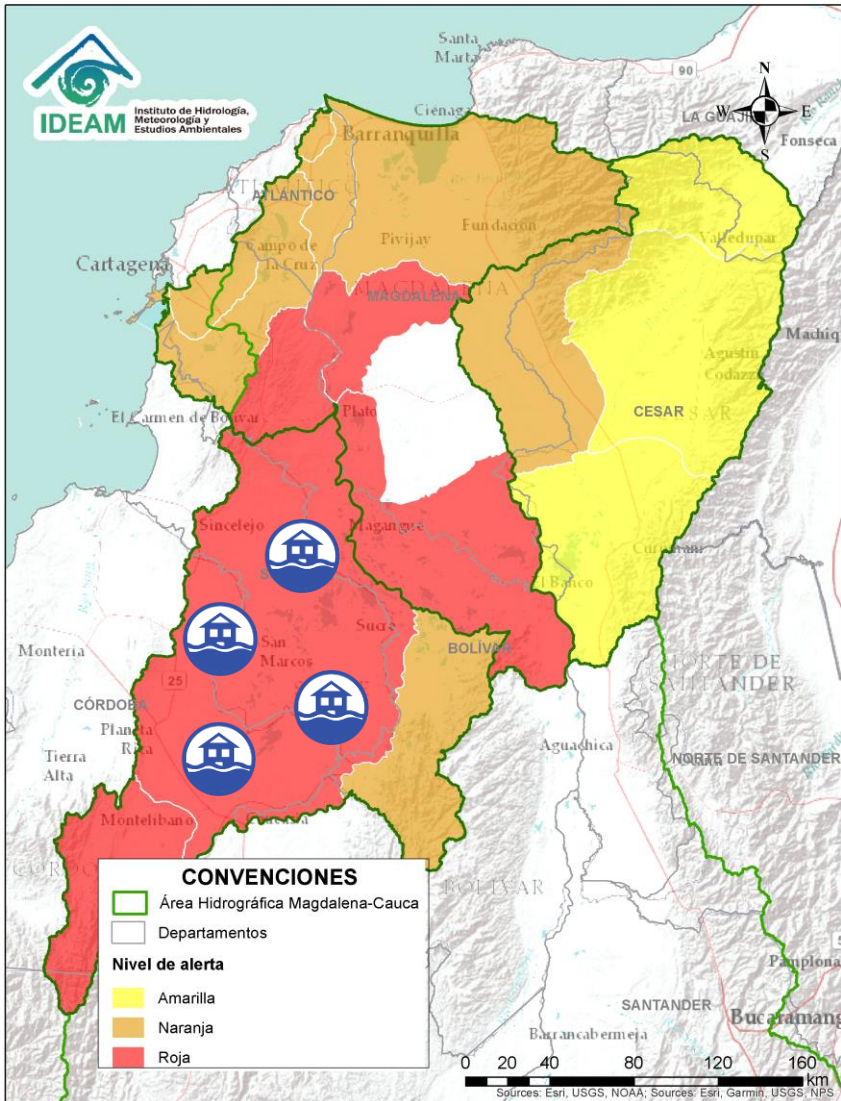 IDEAM
Instituto de Hidrología,
Meteorología y
Estudios Ambientales
Santa
Marta
90
N
W
E
S
LA GUAJI
Fonseca
Ciénaga
Barranquilla
ATLÁNTICO
Fundación
Pivijay
Valledupar
Campo de
la Cruz
Cartagena
MAGDALENA
Machiq
Agustín
Codazzi
CESAR
El Carmen de Bolívar
Plato
Sincelejo
Magangue
El Banco
Sucre
Montería
San
Marcos
BOLÍVAR
NORTE DE
SANTANDER
25
CÓRDOBA
Planeta
Rica
Tierra
Alta
Aguachica
NORTE DE SANTANDER
Montelíbano
BOLÍVAR
CONVENCIONES
Área Hidrográfica Magdalena-Cauca
Departamentos
Nivel de alerta
Amarilla
Naranja
Roja
Pamplona
SANTANDER
Bucaramang
Barrancabermeja
0 20 40 80 120 160
km
Sources: Esri, USGS, NOAA; Sources: Esri, Garmin, USGS, NPS